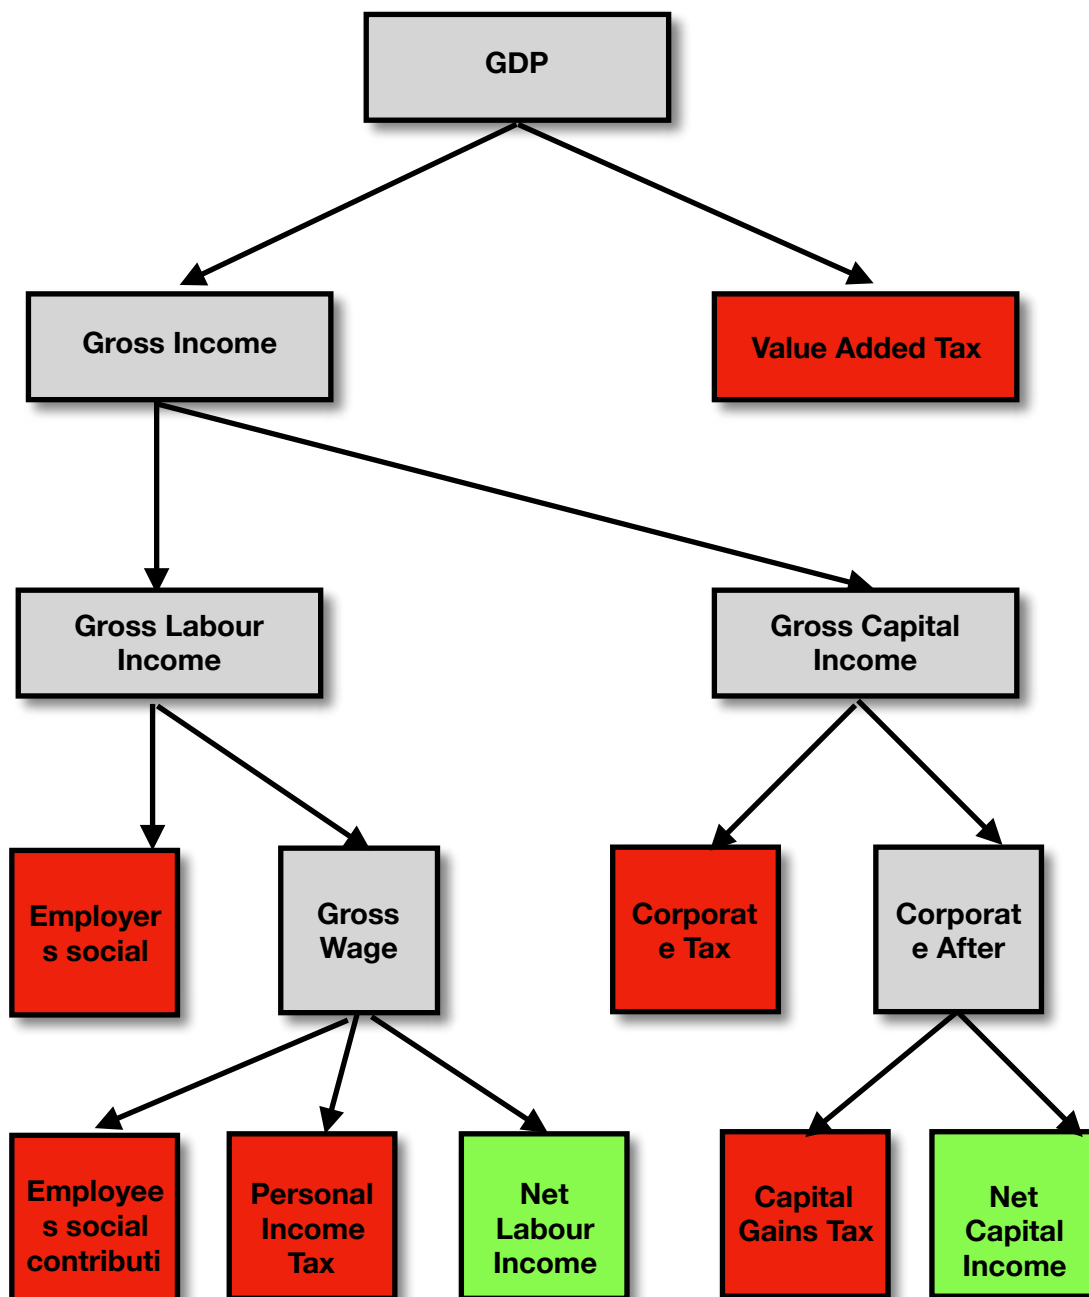 GDP
Gross Income
Value Added Tax
Gross Labour
Income
Gross Capital
Income
Employer
s social
Gross
Wage
Corporat
e Tax
Corporat
e After
Employee
s social
contributi
Personal
Income
Tax
Net
Labour
Income
Capital
Gains Tax
Net
Capital
Income